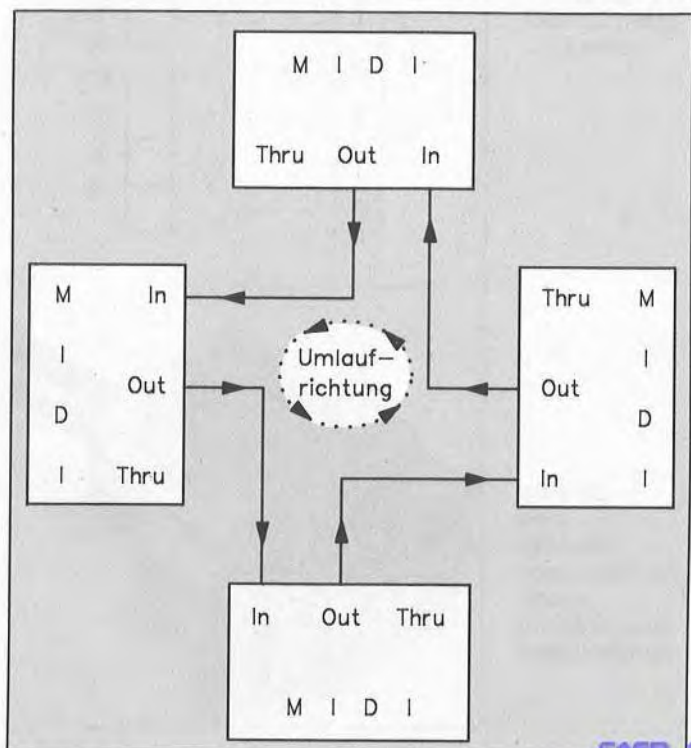 M I D I
Thru Out In
M In
I
Out
D
I Thru
Umlauf-
richtung
Thru M
I
Out
D
In I
In Out Thru
M I D I